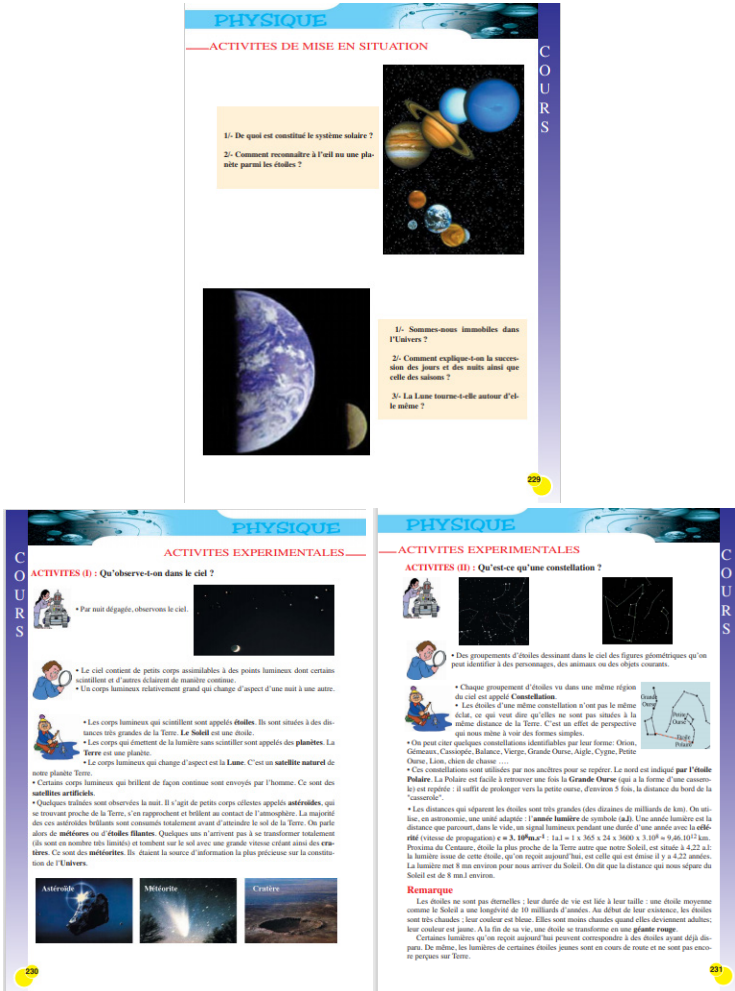 PHYSIQUE
ACTIVITES DE MISE EN SITUATION
COURS
1/- De quoi est constitué le système solaire ?
2/- Comment reconnaître à l'œil nu une pla-
nète parmi les étoiles ?
1/- Sommes-nous immobiles dans
l'Univers ?
2/- Comment explique-t-on la succes-
sion des jours et des nuits ainsi que
celle des saisons ?
3/- La Lune tourne-t-elle autour d'el-
le même ?
229
PHYSIQUE
ACTIVITES EXPERIMENTALES
COURS
ACTIVITES (I) : Qu'observe-t-on dans le ciel ?
• Par nuit dégagée, observons le ciel.
• Le ciel contient de petits corps assimilables à des points lumineux dont certains
scintillent et d'autres éclairent de manière continue.
• Un corps lumineux relativement grand qui change d'aspect d'une nuit à une autre.
• Les corps lumineux qui scintillent sont appelés étoiles. Ils sont situées à des dis-
tances très grandes de la Terre. Le Soleil est une étoile.
• Les corps qui émettent de la lumière sans scintiller sont appelés des planètes. La
Terre est une planète.
• Le corps lumineux qui change d'aspect est la Lune. C'est un satellite naturel de
notre planète Terre.
• Certains corps lumineux qui brillent de façon continue sont envoyés par l'homme. Ce sont des
satellites artificiels.
• Quelques traînées sont observées la nuit. Il s'agit de petits corps célestes appelés astéroïdes, qui
se trouvant proche de la Terre, s'en rapprochent et brûlent au contact de l'atmosphère. La majorité
des ces astéroïdes brûlants sont consumés totalement avant d'atteindre le sol de la Terre. On parle
alors de météores ou d'étoiles filantes. Quelques uns n'arrivent pas à se transformer totalement
(ils sont en nombre très limités) et tombent sur le sol avec une grande vitesse créant ainsi des cra-
tères. Ce sont des météorites. Ils étaient la source d'information la plus précieuse sur la constitu-
tion de l'Univers.
Astéroïde
Météorite
Cratère
230
PHYSIQUE
ACTIVITES EXPERIMENTALES
COURS
ACTIVITES (II) : Qu'est-ce qu'une constellation ?
• Des groupements d'étoiles dessinant dans le ciel des figures géométriques qu'on
peut identifier à des personnages, des animaux ou des objets courants.
• Chaque groupement d'étoiles vu dans une même région
du ciel est appelé Constellation.
• Les étoiles d'une même constellation n'ont pas le même
éclat, ce qui veut dire qu'elles ne sont pas situées à la
même distance de la Terre. C'est un effet de perspective
qui nous mène à voir des formes simples.
Grande
Ourse
Petite
Ourse
Polaire
• On peut citer quelques constellations identifiables par leur forme: Orion,
Gémeaux, Cassiopée, Balance, Vierge, Grande Ourse, Aigle, Cygne, Petite
Ourse, Lion, chien de chasse ....
• Ces constellations sont utilisées par nos ancêtres pour se repérer. Le nord est indiqué par l'étoile
Polaire. La Polaire est facile à retrouver une fois la Grande Ourse (qui a la forme d'une cassero-
le) est repérée : il suffit de prolonger vers la petite ourse, d'environ 5 fois, la distance du bord de la
"casserole".
• Les distances qui séparent les étoiles sont très grandes (des dizaines de milliards de km). On uti-
lise, en astronomie, une unité adaptée : l'année lumière de symbole (a.l). Une année lumière est la
distance que parcourt, dans le vide, un signal lumineux pendant une durée d'une année avec la célé-
rité (vitesse de propagation) c = 3. 10⁸m.s⁻¹ : 1a.l = 1 x 365 x 24 x 3600 x 3.10⁸ = 9,46.10¹² km.
Proxima du Centaure, étoile la plus proche de la Terre autre que notre Soleil, est située à 4,22 a.l:
la lumière issue de cette étoile, qu'on reçoit aujourd'hui, est celle qui est émise il y a 4,22 années.
La lumière met 8 mn environ pour nous arriver du Soleil. On dit que la distance qui nous sépare du
Soleil est de 8 mn.l environ.
Remarque
Les étoiles ne sont pas éternelles ; leur durée de vie est liée à leur taille : une étoile moyenne
comme le Soleil a une longévité de 10 milliards d'années. Au début de leur existence, les étoiles
sont très chaudes ; leur couleur est bleue. Elles sont moins chaudes quand elles deviennent adultes;
leur couleur est jaune. A la fin de sa vie, une étoile se transforme en une géante rouge.
Certaines lumières qu'on reçoit aujourd'hui peuvent correspondre à des étoiles ayant déjà dis-
paru. De même, les lumières de certaines étoiles jeunes sont en cours de route et ne sont pas enco-
re perçues sur Terre.
231